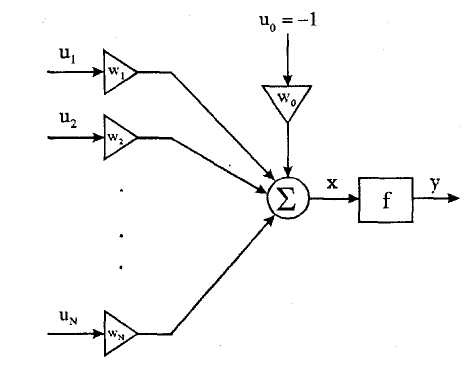 u₀ = −1
u₁
w₁
w₀
u₂
w₂
Σ
x
f
y
u_N
w_N